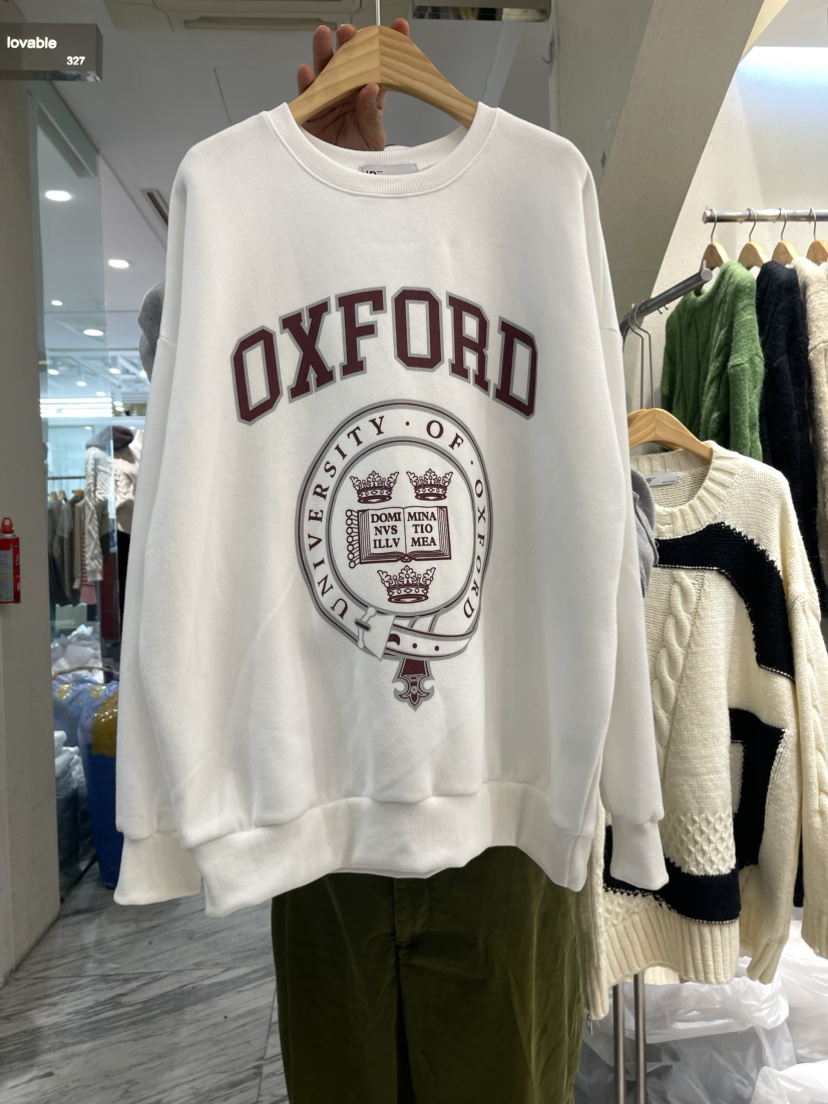 lovable
327
OXFORD
UNIVERSITY · OF · OXFORD
DOMI MINA
NVS TIO
ILLV MEA